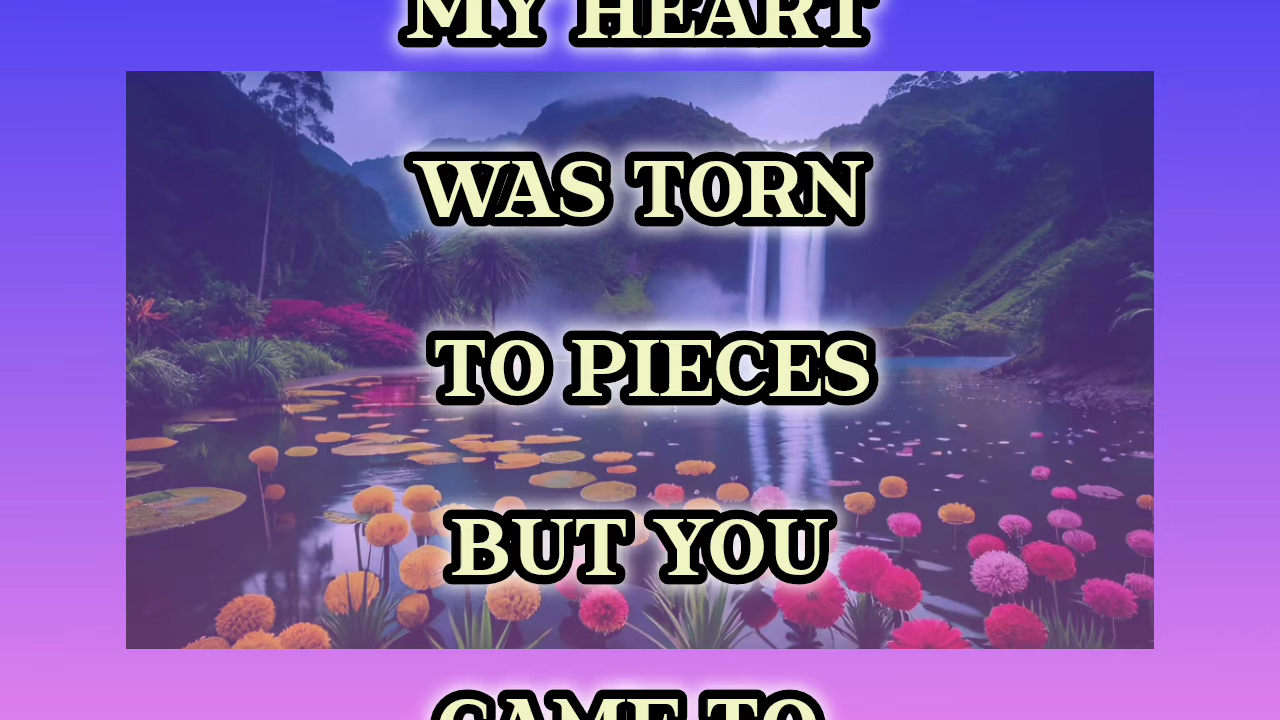 MY HEART
WAS TORN
TO PIECES
BUT YOU
CAME TO